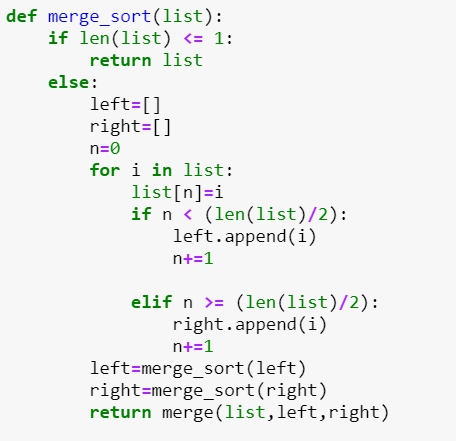 def merge_sort(list):
    if len(list) <= 1:
        return list
    else:
        left=[]
        right=[]
        n=0
        for i in list:
            list[n]=i
            if n < (len(list)/2):
                left.append(i)
                n+=1

            elif n >= (len(list)/2):
                right.append(i)
                n+=1
        left=merge_sort(left)
        right=merge_sort(right)
        return merge(list,left,right)